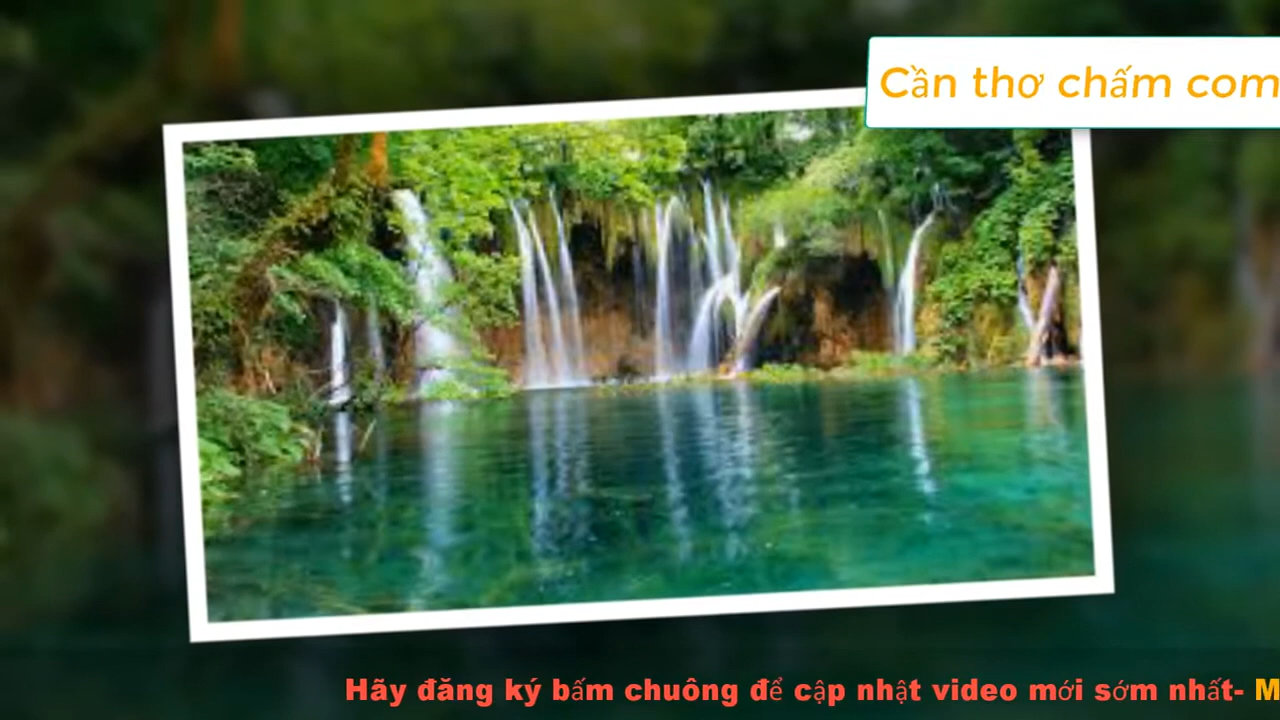 Cần thơ chấm com
Hãy đăng ký bấm chuông để cập nhật video mới sớm nhất- M